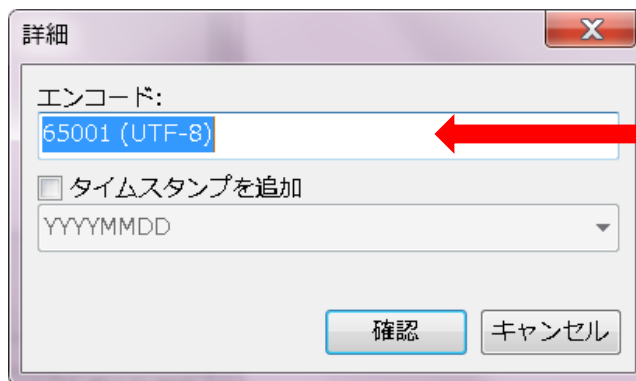 詳細
エンコード:
65001 (UTF-8)
タイムスタンプを追加
YYYYMMDD
確認
キャンセル